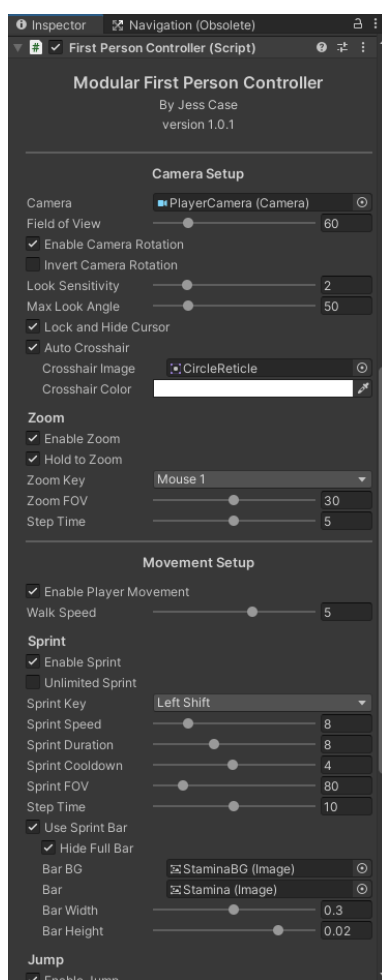 Inspector Navigation (Obsolete)
# First Person Controller (Script)
Modular First Person Controller
By Jess Case
version 1.0.1
Camera Setup
Camera PlayerCamera (Camera)
Field of View 60
Enable Camera Rotation
Invert Camera Rotation
Look Sensitivity 2
Max Look Angle 50
Lock and Hide Cursor
Auto Crosshair
Crosshair Image CircleReticle
Crosshair Color
Zoom
Enable Zoom
Hold to Zoom
Zoom Key Mouse 1
Zoom FOV 30
Step Time 5
Movement Setup
Enable Player Movement
Walk Speed 5
Sprint
Enable Sprint
Unlimited Sprint
Sprint Key Left Shift
Sprint Speed 8
Sprint Duration 8
Sprint Cooldown 4
Sprint FOV 80
Step Time 10
Use Sprint Bar
Hide Full Bar
Bar BG StaminaBG (Image)
Bar Stamina (Image)
Bar Width 0.3
Bar Height 0.02
Jump
Enable Jump